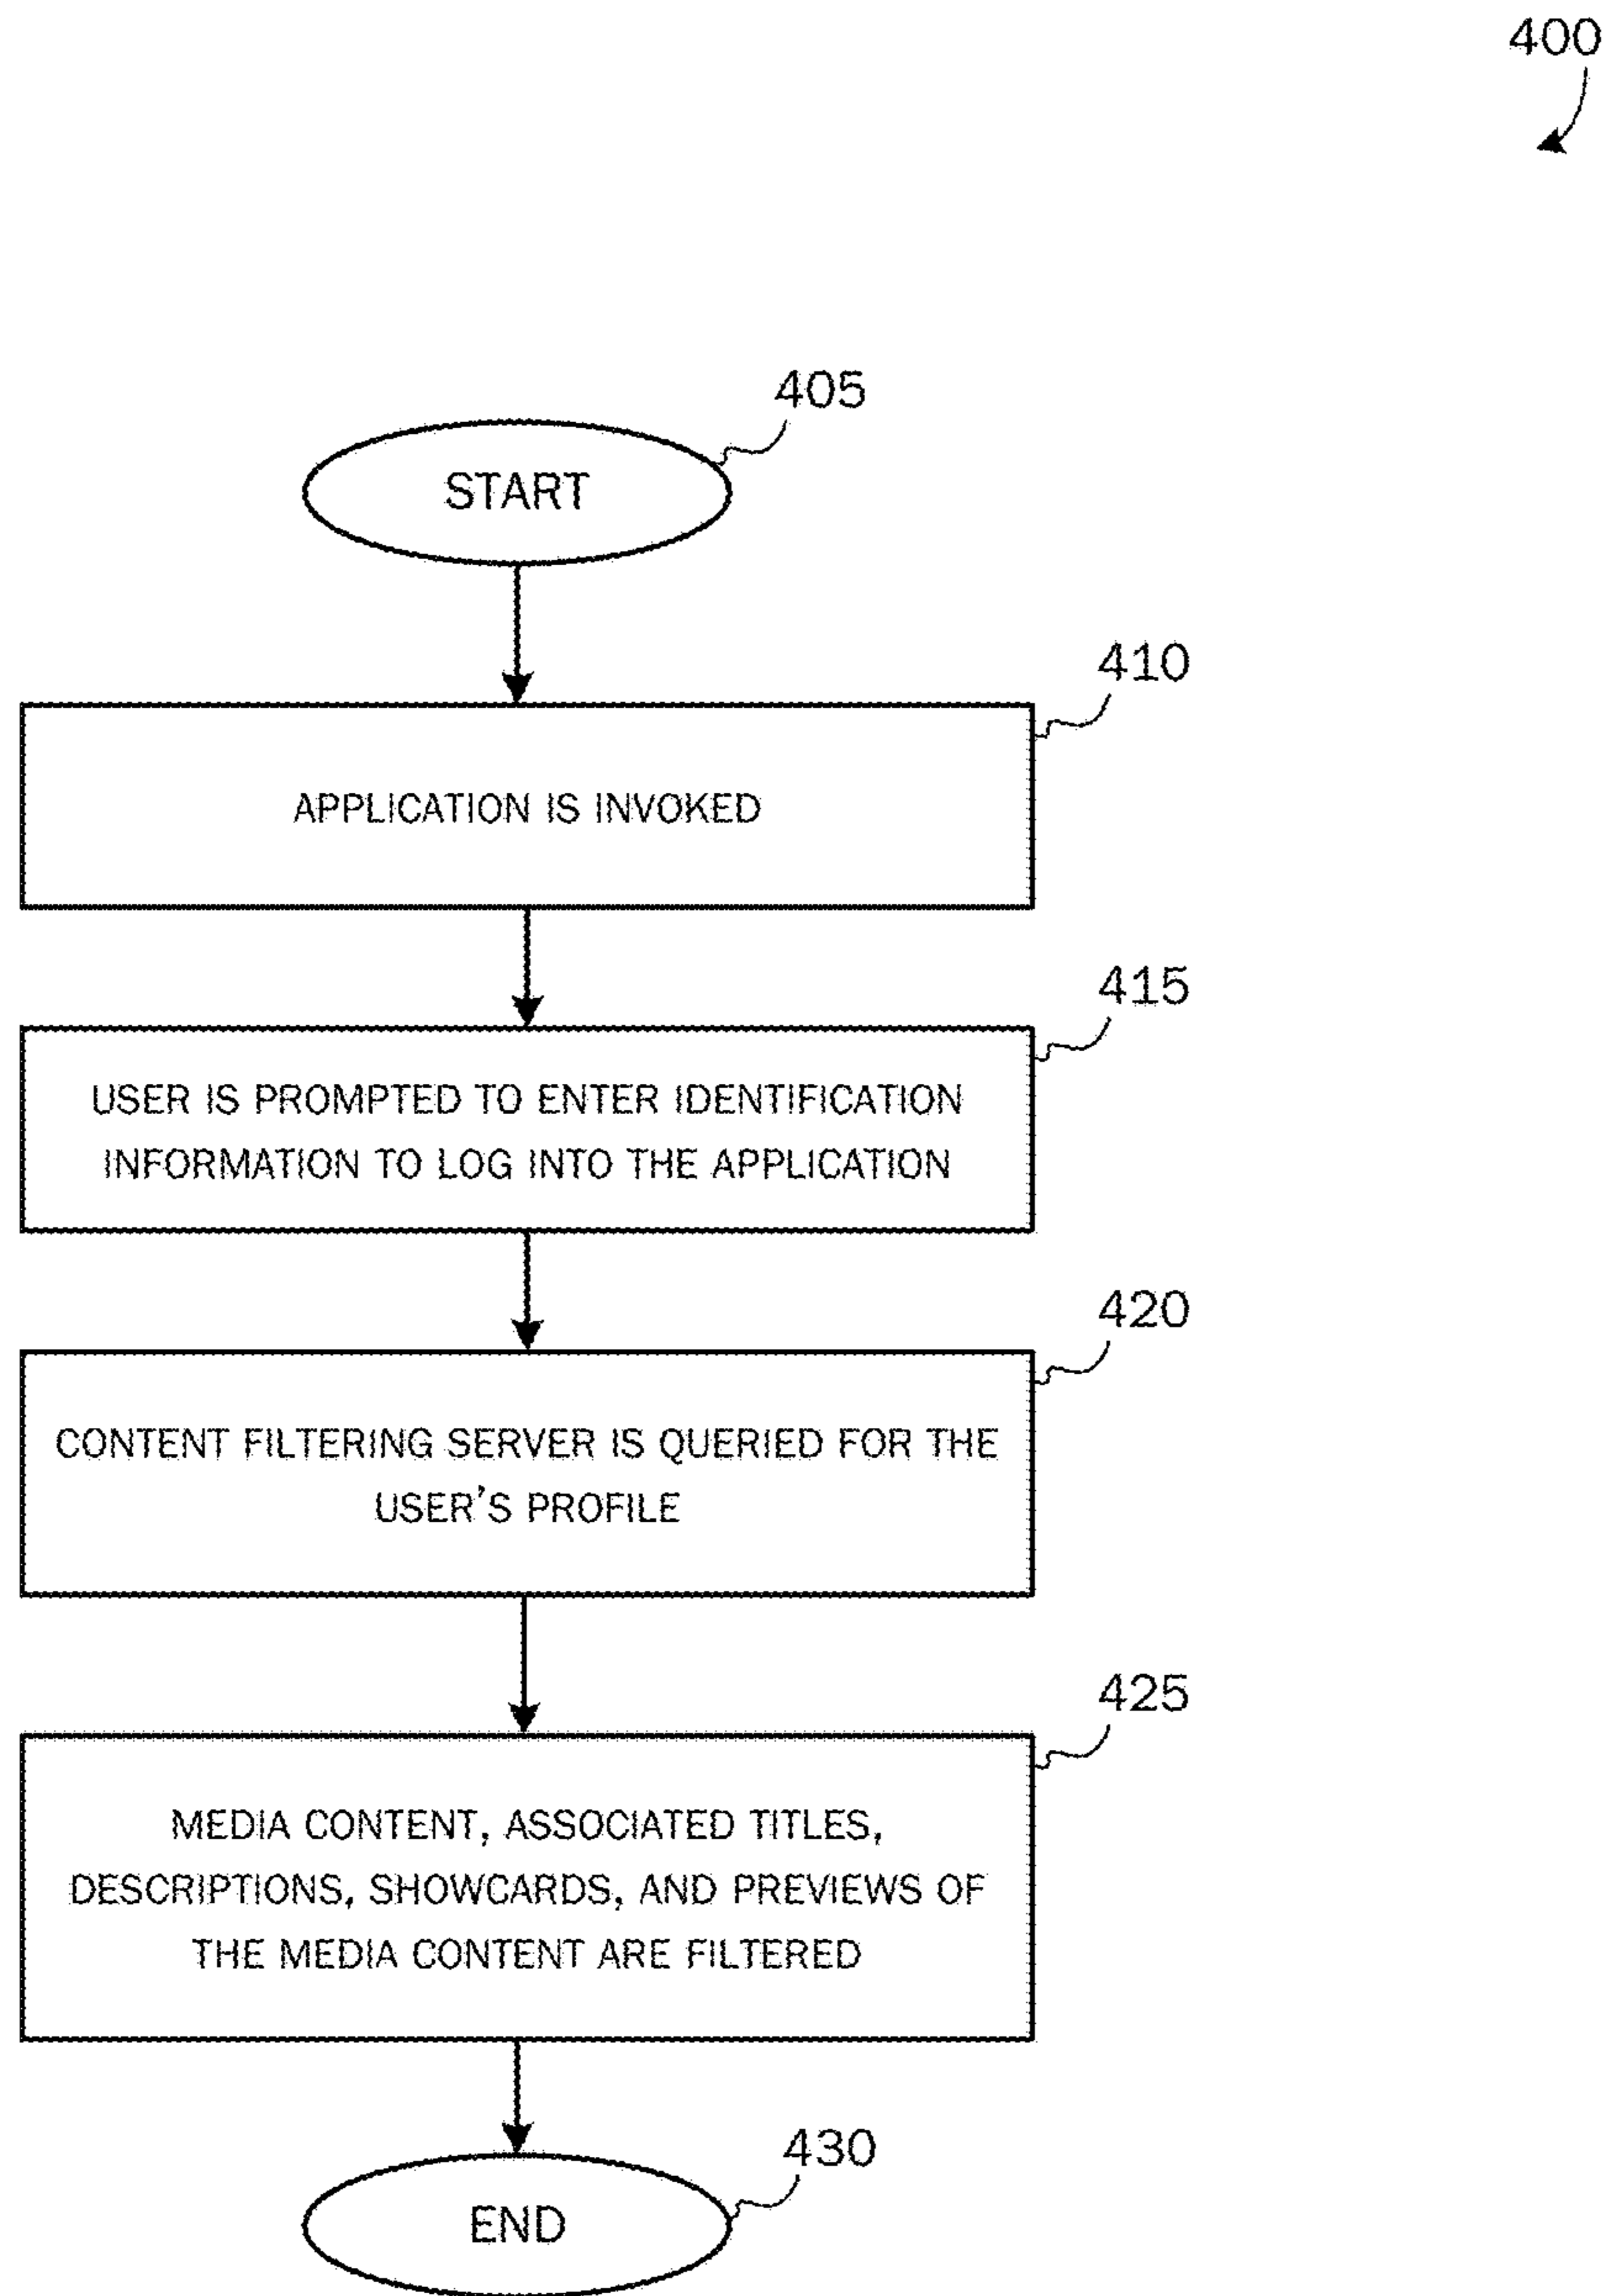 400
405
START
410
APPLICATION IS INVOKED
415
USER IS PROMPTED TO ENTER IDENTIFICATION
INFORMATION TO LOG INTO THE APPLICATION
420
CONTENT FILTERING SERVER IS QUERIED FOR THE
USER'S PROFILE
425
MEDIA CONTENT, ASSOCIATED TITLES,
DESCRIPTIONS, SHOWCARDS, AND PREVIEWS OF
THE MEDIA CONTENT ARE FILTERED
430
END